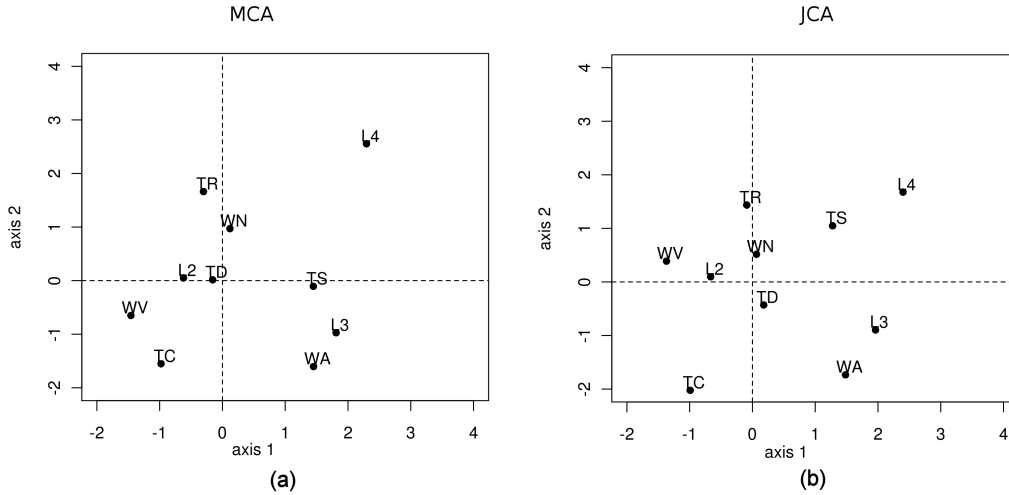 MCA
JCA
4
3
2
1
0
-1
-2
axis 2
L4
TR
WN
L2
TD
TS
WV
L3
TC
WA
-2 -1 0 1 2 3 4
axis 1
(a)
4
3
2
1
0
-1
-2
axis 2
L4
TR
TS
WN
WV
L2
TD
L3
WA
TC
-2 -1 0 1 2 3 4
axis 1
(b)